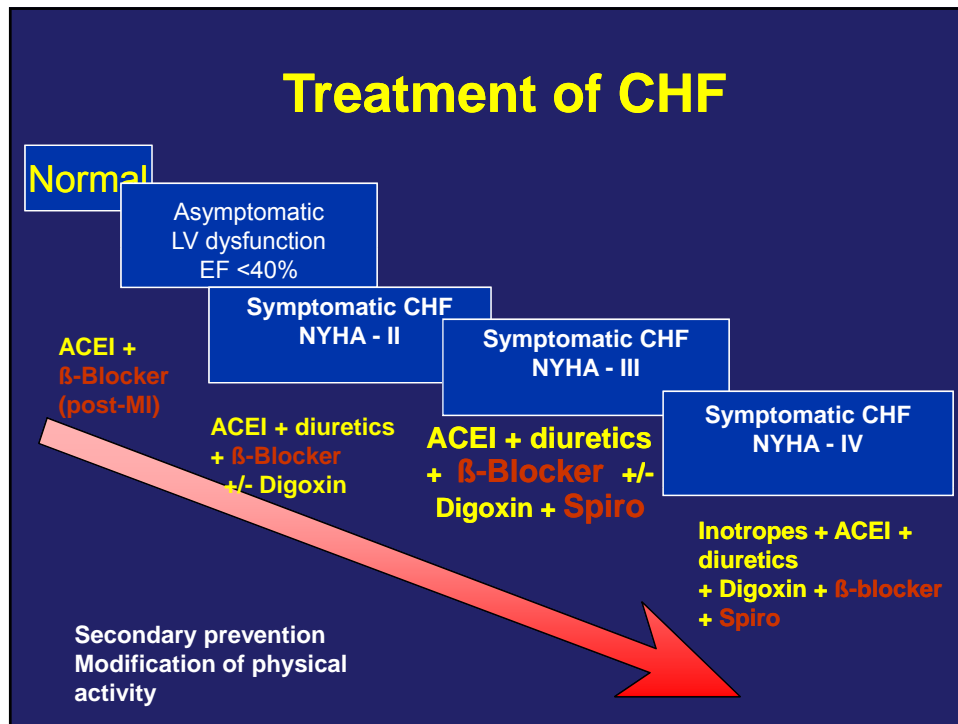 Treatment of CHF
Normal
Asymptomatic
LV dysfunction
EF <40%
Symptomatic CHF
NYHA - II
Symptomatic CHF
NYHA - III
Symptomatic CHF
NYHA - IV
ACEI +
ß-Blocker
(post-MI)
ACEI + diuretics
+ ß-Blocker
+/- Digoxin
ACEI + diuretics
+ ß-Blocker +/-
Digoxin + Spiro
Inotropes + ACEI +
diuretics
+ Digoxin + ß-blocker
+ Spiro
Secondary prevention
Modification of physical
activity